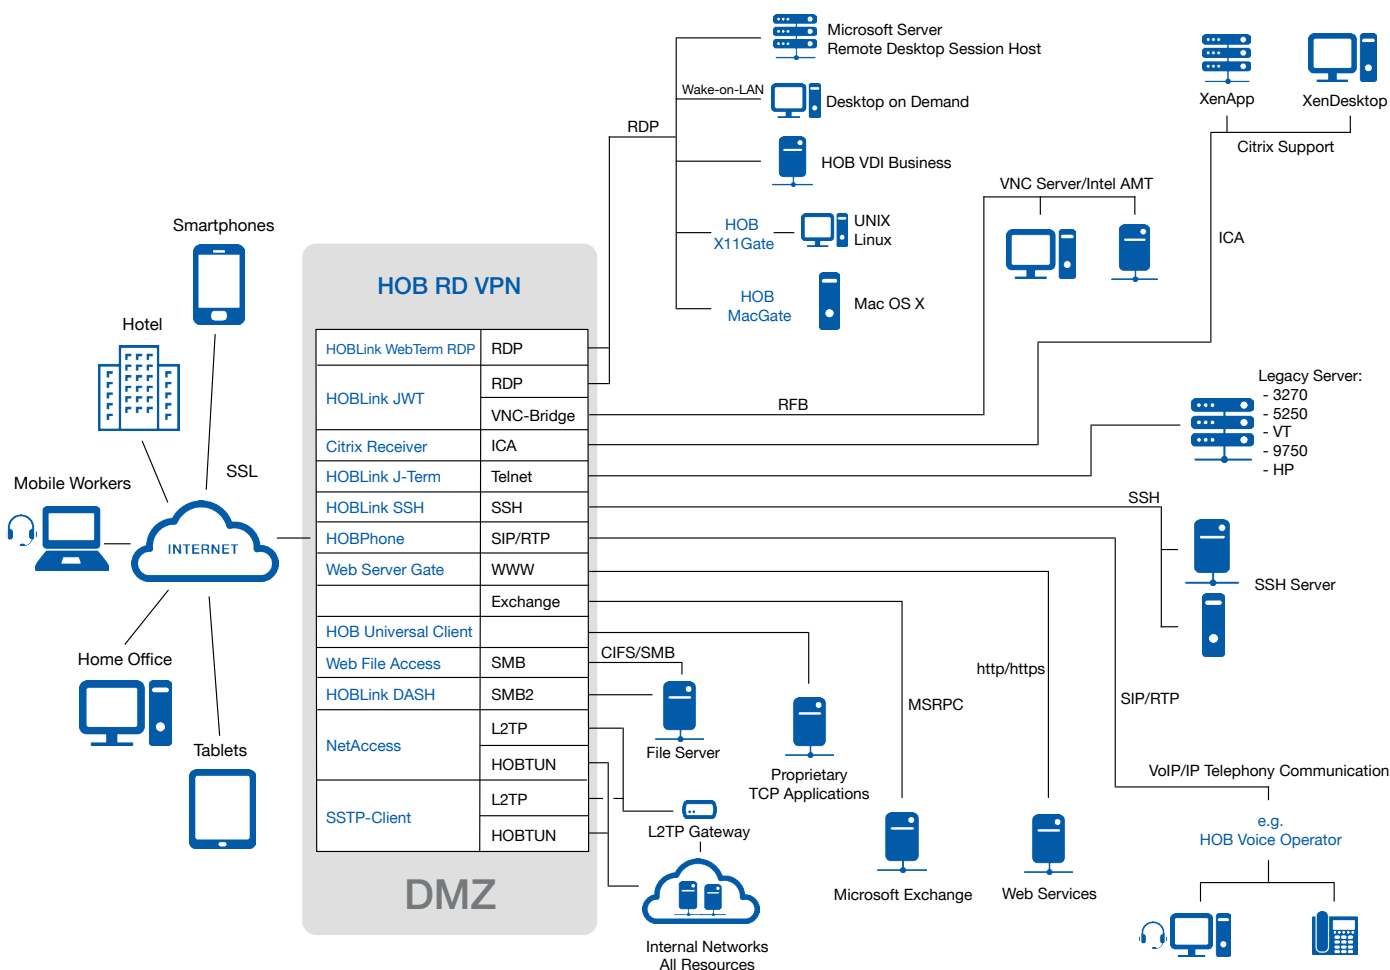 Microsoft Server
Remote Desktop Session Host
Wake-on-LAN
Desktop on Demand
RDP
HOB VDI Business
HOB
X11Gate
UNIX
Linux
HOB
MacGate
Mac OS X
XenApp
XenDesktop
Citrix Support
VNC Server/Intel AMT
ICA
Smartphones
Hotel
SSL
Mobile Workers
INTERNET
Home Office
Tablets
HOB RD VPN
HOBLink WebTerm RDP
RDP
HOBLink JWT
RDP
VNC-Bridge
Citrix Receiver
ICA
HOBLink J-Term
Telnet
HOBLink SSH
SSH
HOBPhone
SIP/RTP
Web Server Gate
WWW
Exchange
HOB Universal Client
Web File Access
SMB
HOBLink DASH
SMB2
NetAccess
L2TP
HOBTUN
SSTP-Client
L2TP
HOBTUN
DMZ
RFB
Legacy Server:
- 3270
- 5250
- VT
- 9750
- HP
SSH
SSH Server
CIFS/SMB
File Server
Proprietary
TCP Applications
MSRPC
http/https
SIP/RTP
L2TP Gateway
Internal Networks
All Resources
Microsoft Exchange
Web Services
VoIP/IP Telephony Communication
e.g.
HOB Voice Operator